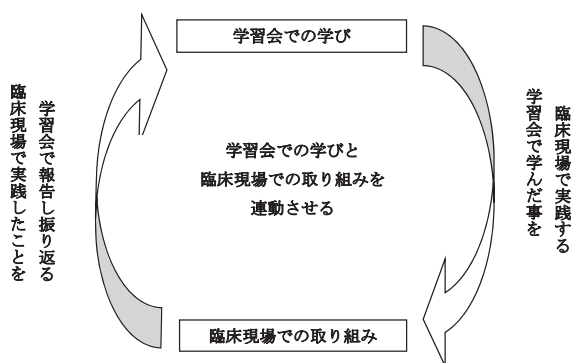 学習会での学び
学習会で学んだ事を
臨床現場で実践する
学習会での学びと
臨床現場での取り組みを
連動させる
臨床現場で実践したことを
学習会で報告し振り返る
臨床現場での取り組み